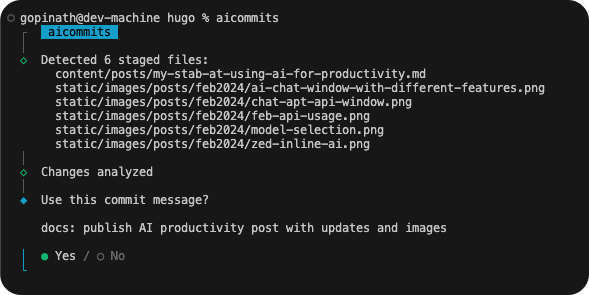 gopinath@dev-machine hugo % aicommits
aicommits
Detected 6 staged files:
content/posts/my-stab-at-using-ai-for-productivity.md
static/images/posts/feb2024/ai-chat-window-with-different-features.png
static/images/posts/feb2024/chat-apt-api-window.png
static/images/posts/feb2024/feb-api-usage.png
static/images/posts/feb2024/model-selection.png
static/images/posts/feb2024/zed-inline-ai.png
Changes analyzed
Use this commit message?
docs: publish AI productivity post with updates and images
● Yes / ○ No